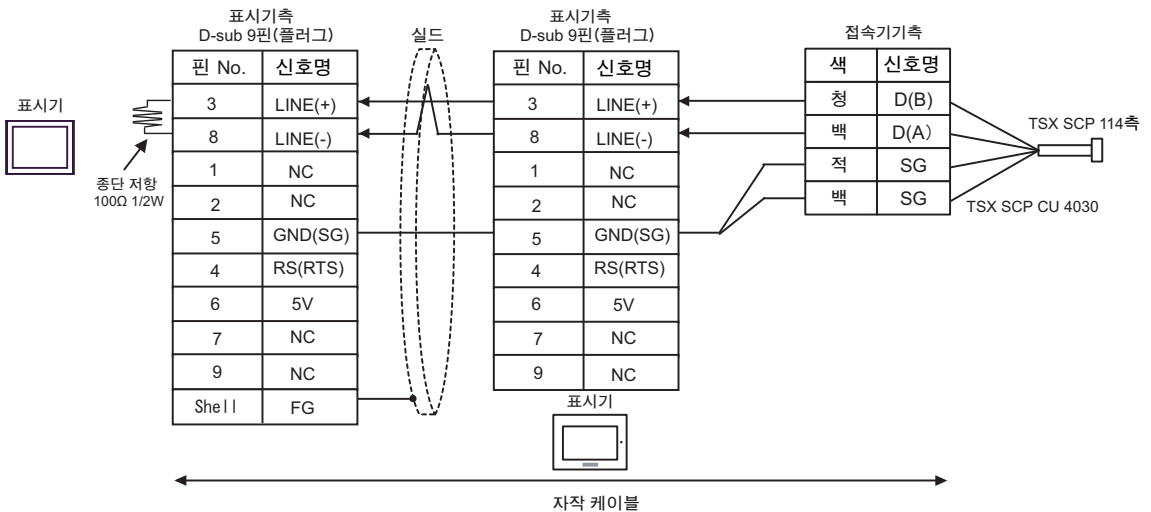 표시기측
D-sub 9핀(플러그)
실드
표시기측
D-sub 9핀(플러그)
접속기기측
핀 No. 신호명
핀 No. 신호명
색 신호명
표시기
3 LINE(+)
3 LINE(+)
청 D(B)
8 LINE(-)
8 LINE(-)
백 D(A)
TSX SCP 114측
종단 저항
100Ω 1/2W
1 NC
1 NC
적 SG
2 NC
2 NC
백 SG
TSX SCP CU 4030
5 GND(SG)
5 GND(SG)
4 RS(RTS)
4 RS(RTS)
6 5V
6 5V
7 NC
7 NC
9 NC
9 NC
Shell FG
표시기
자작 케이블